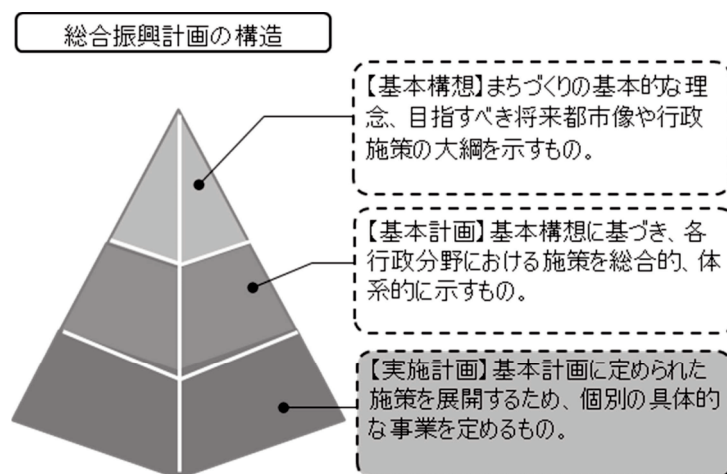 総合振興計画の構造
【基本構想】まちづくりの基本的な理
念、目指すべき将来都市像や行政
施策の大綱を示すもの。
【基本計画】基本構想に基づき、各
行政分野における施策を総合的、体
系的に示すもの。
【実施計画】基本計画に定められた
施策を展開するため、個別の具体的
な事業を定めるもの。